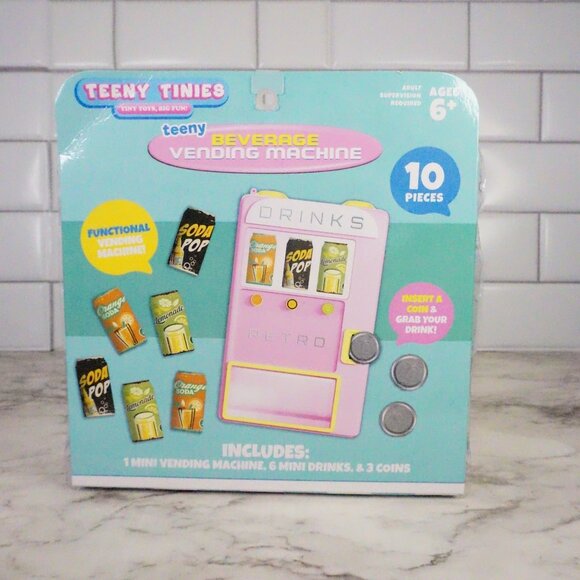 TEENY TINIES
TINY TOYS, BIG FUN!
ADULT
SUPERVISION
REQUIRED
AGES
6+
teeny
BEVERAGE
VENDING MACHINE
10
PIECES
FUNCTIONAL
VENDING
MACHINE!
SODA
POP
DRINKS
Orange
SODA
SODA
POP
Lemonade
Orange
SODA
Lemonade
INSERT A
COIN &
GRAB YOUR
DRINK!
RETRO
SODA
POP
Lemonade
Orange
SODA
INCLUDES:
1 MINI VENDING MACHINE, 6 MINI DRINKS, & 3 COINS